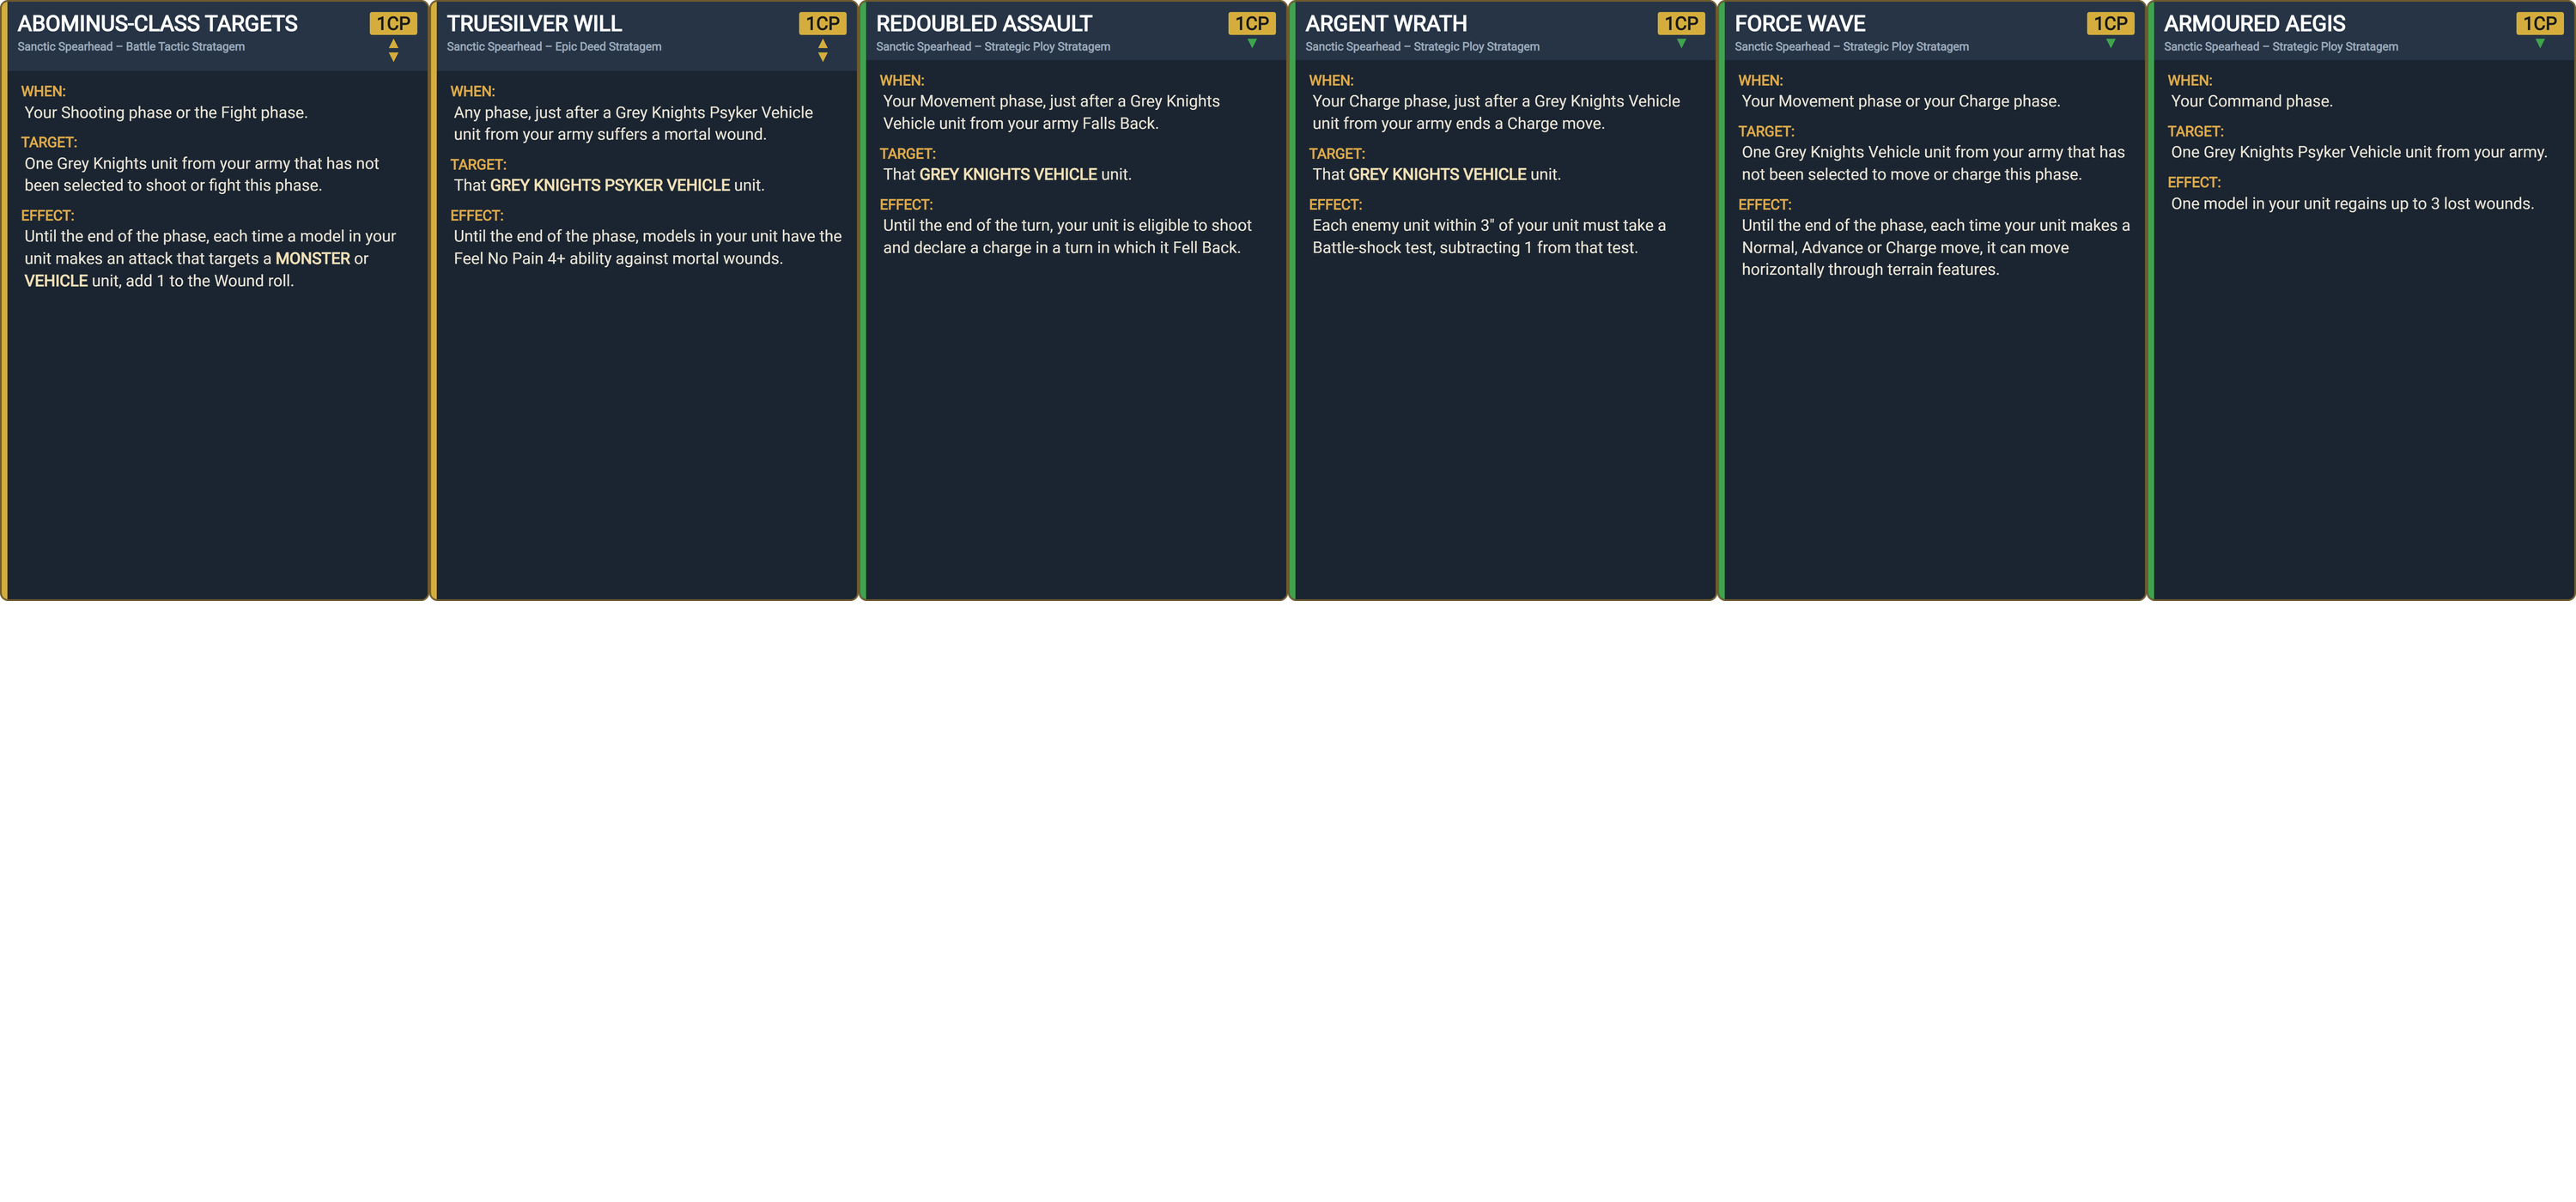 ABOMINUS-CLASS TARGETS
1CP
Sanctic Spearhead – Battle Tactic Stratagem
WHEN:
Your Shooting phase or the Fight phase.
TARGET:
One Grey Knights unit from your army that has not
been selected to shoot or fight this phase.
EFFECT:
Until the end of the phase, each time a model in your
unit makes an attack that targets a MONSTER or
VEHICLE unit, add 1 to the Wound roll.
TRUESILVER WILL
1CP
Sanctic Spearhead – Epic Deed Stratagem
WHEN:
Any phase, just after a Grey Knights Psyker Vehicle
unit from your army suffers a mortal wound.
TARGET:
That GREY KNIGHTS PSYKER VEHICLE unit.
EFFECT:
Until the end of the phase, models in your unit have the
Feel No Pain 4+ ability against mortal wounds.
REDOUBLED ASSAULT
1CP
Sanctic Spearhead – Strategic Ploy Stratagem
WHEN:
Your Movement phase, just after a Grey Knights
Vehicle unit from your army Falls Back.
TARGET:
That GREY KNIGHTS VEHICLE unit.
EFFECT:
Until the end of the turn, your unit is eligible to shoot
and declare a charge in a turn in which it Fell Back.
ARGENT WRATH
1CP
Sanctic Spearhead – Strategic Ploy Stratagem
WHEN:
Your Charge phase, just after a Grey Knights Vehicle
unit from your army ends a Charge move.
TARGET:
That GREY KNIGHTS VEHICLE unit.
EFFECT:
Each enemy unit within 3" of your unit must take a
Battle-shock test, subtracting 1 from that test.
FORCE WAVE
1CP
Sanctic Spearhead – Strategic Ploy Stratagem
WHEN:
Your Movement phase or your Charge phase.
TARGET:
One Grey Knights Vehicle unit from your army that has
not been selected to move or charge this phase.
EFFECT:
Until the end of the phase, each time your unit makes a
Normal, Advance or Charge move, it can move
horizontally through terrain features.
ARMOURED AEGIS
1CP
Sanctic Spearhead – Strategic Ploy Stratagem
WHEN:
Your Command phase.
TARGET:
One Grey Knights Psyker Vehicle unit from your army.
EFFECT:
One model in your unit regains up to 3 lost wounds.